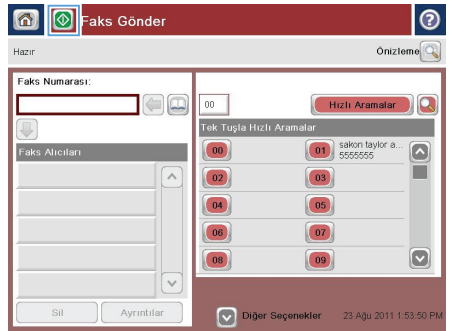 Faks Gönder
Hazır
Önizleme
Faks Numarası:
00
Hızlı Aramalar
Tek Tuşla Hızlı Aramalar
Faks Alıcıları
00
01
sakon taylor a...
5555555
02
03
04
05
06
07
08
09
Sil
Ayrıntılar
Diğer Seçenekler
23 Ağu 2011 1:53:50 PM